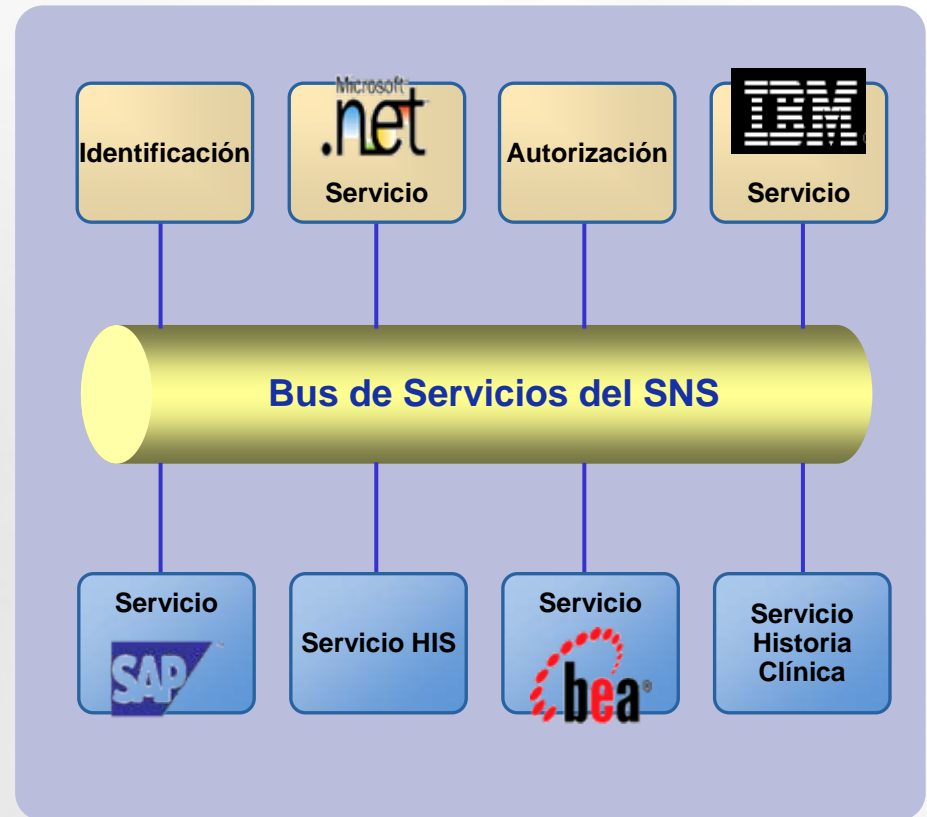 Identificación
Microsoft
.net
Servicio
Autorización
IBM
Servicio
Bus de Servicios del SNS
Servicio
SAP
Servicio HIS
Servicio
bea
Servicio
Historia
Clínica